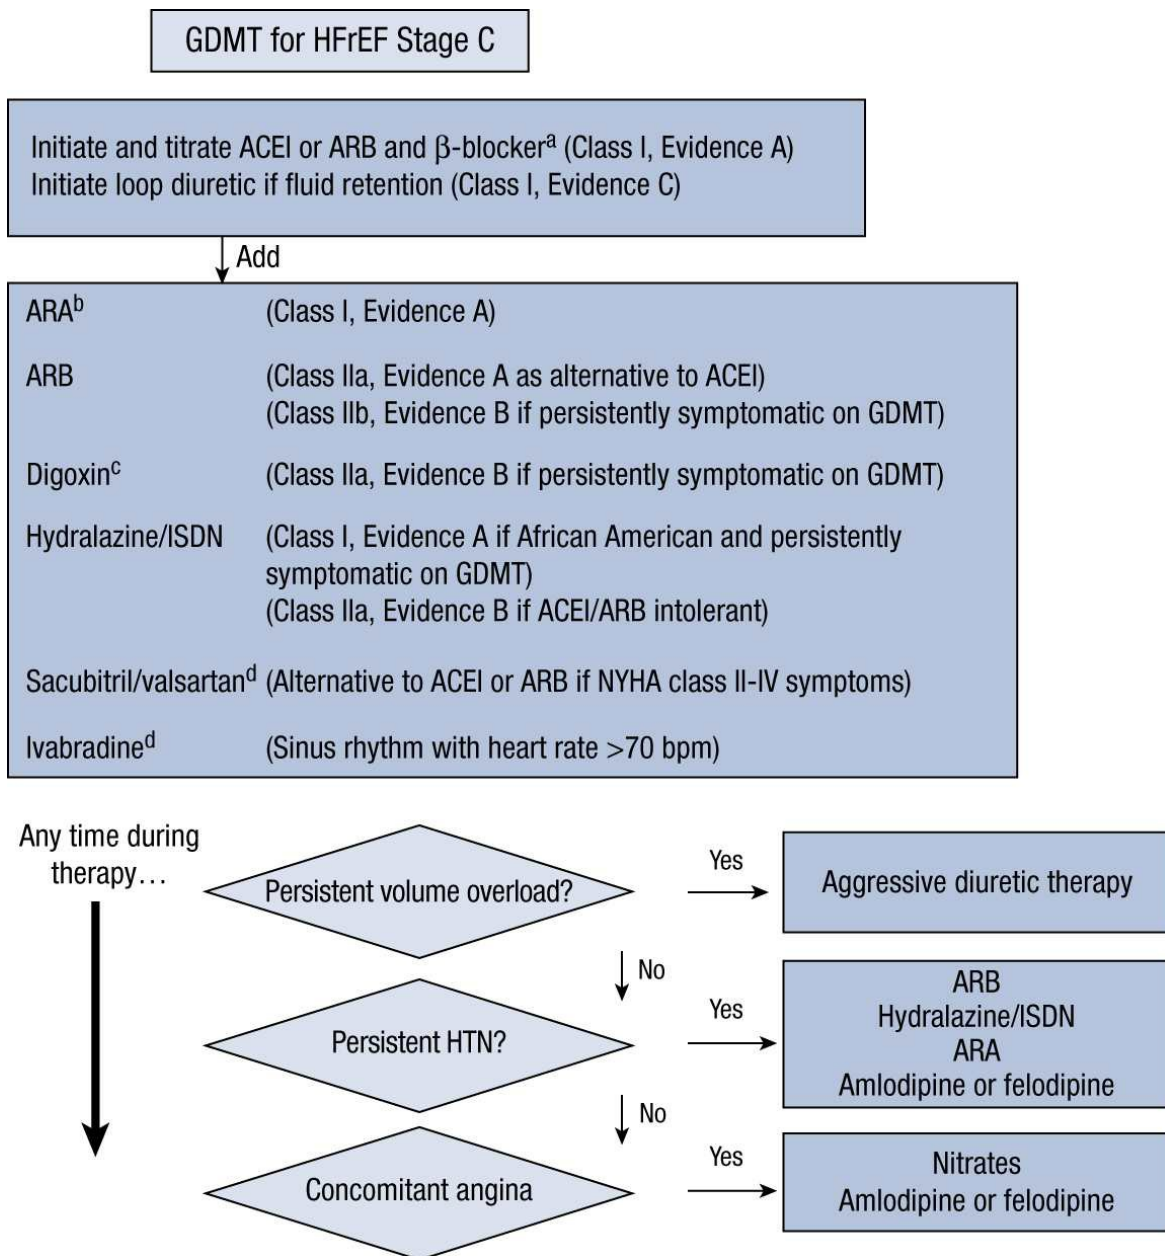 GDMT for HFrEF Stage C
Initiate and titrate ACEI or ARB and β-blockerᵃ (Class I, Evidence A)
Initiate loop diuretic if fluid retention (Class I, Evidence C)
Add
ARAᵇ (Class I, Evidence A)
ARB (Class IIa, Evidence A as alternative to ACEI)
(Class IIb, Evidence B if persistently symptomatic on GDMT)
Digoxinᶜ (Class IIa, Evidence B if persistently symptomatic on GDMT)
Hydralazine/ISDN (Class I, Evidence A if African American and persistently
symptomatic on GDMT)
(Class IIa, Evidence B if ACEI/ARB intolerant)
Sacubitril/valsartanᵈ (Alternative to ACEI or ARB if NYHA class II-IV symptoms)
Ivabradineᵈ (Sinus rhythm with heart rate >70 bpm)
Any time during
therapy…
Persistent volume overload?
Yes
Aggressive diuretic therapy
No
Persistent HTN?
Yes
ARB
Hydralazine/ISDN
ARA
Amlodipine or felodipine
No
Concomitant angina
Yes
Nitrates
Amlodipine or felodipine